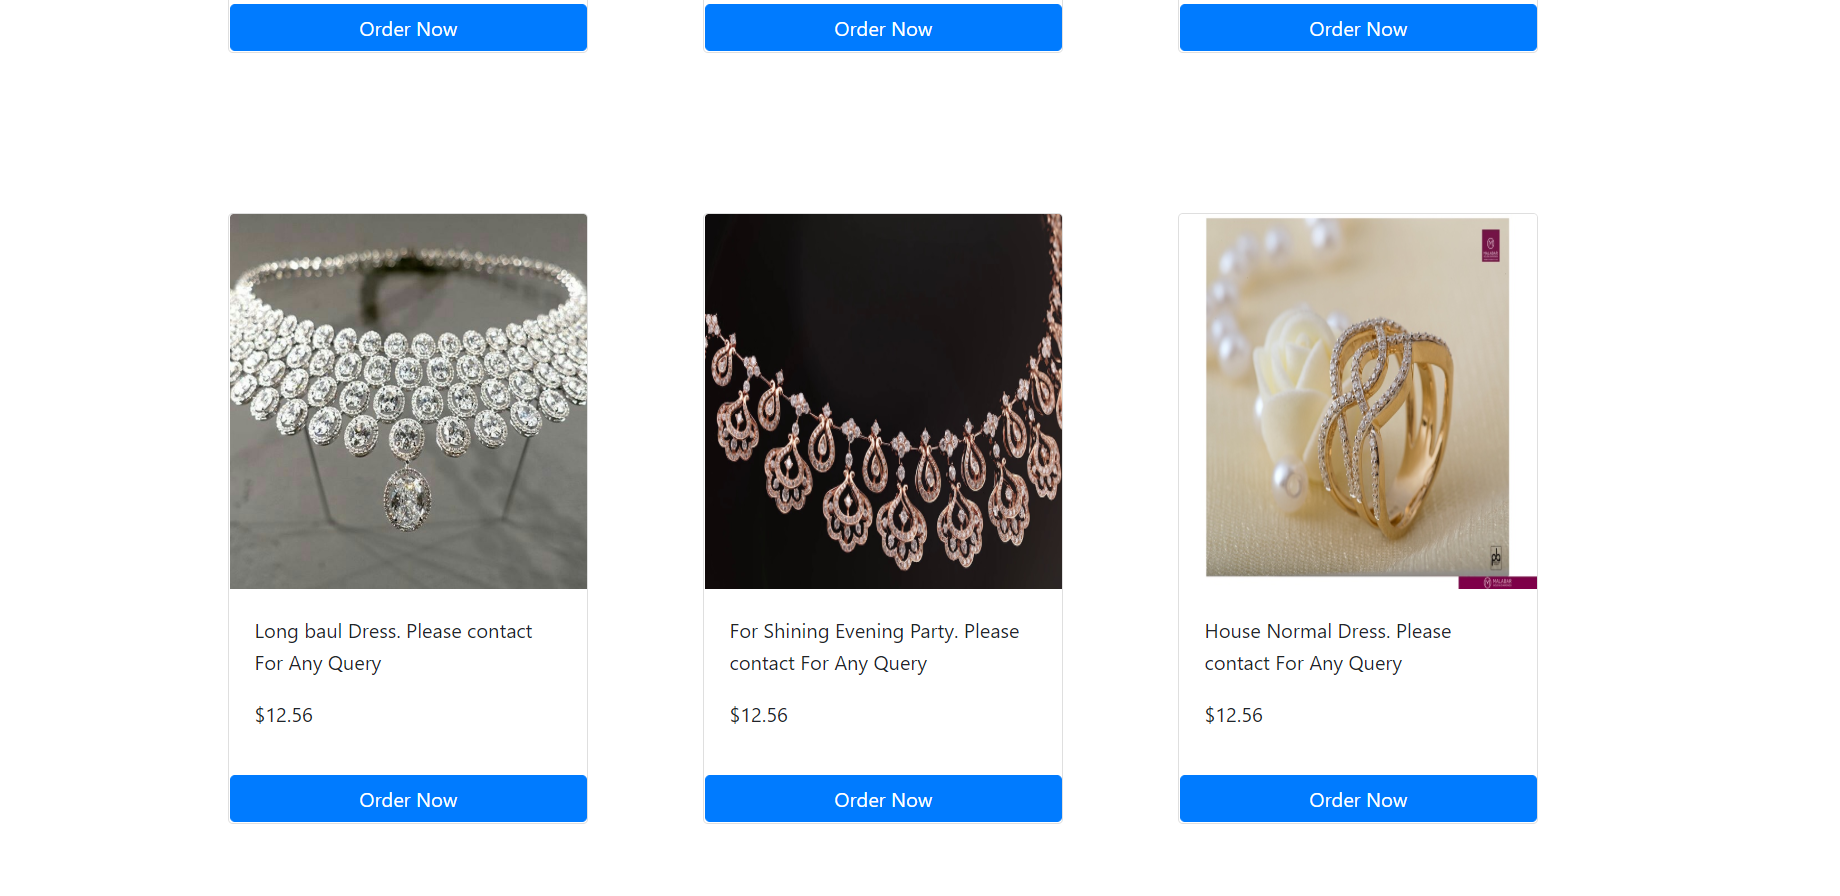 Order Now
Order Now
Order Now
MALABAR
Long baul Dress. Please contact
For Any Query
$12.56
Order Now
For Shining Evening Party. Please
contact For Any Query
$12.56
Order Now
House Normal Dress. Please
contact For Any Query
$12.56
Order Now